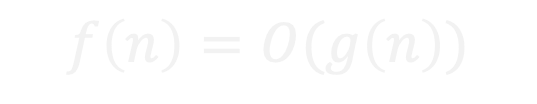 f(n) = O(g(n))